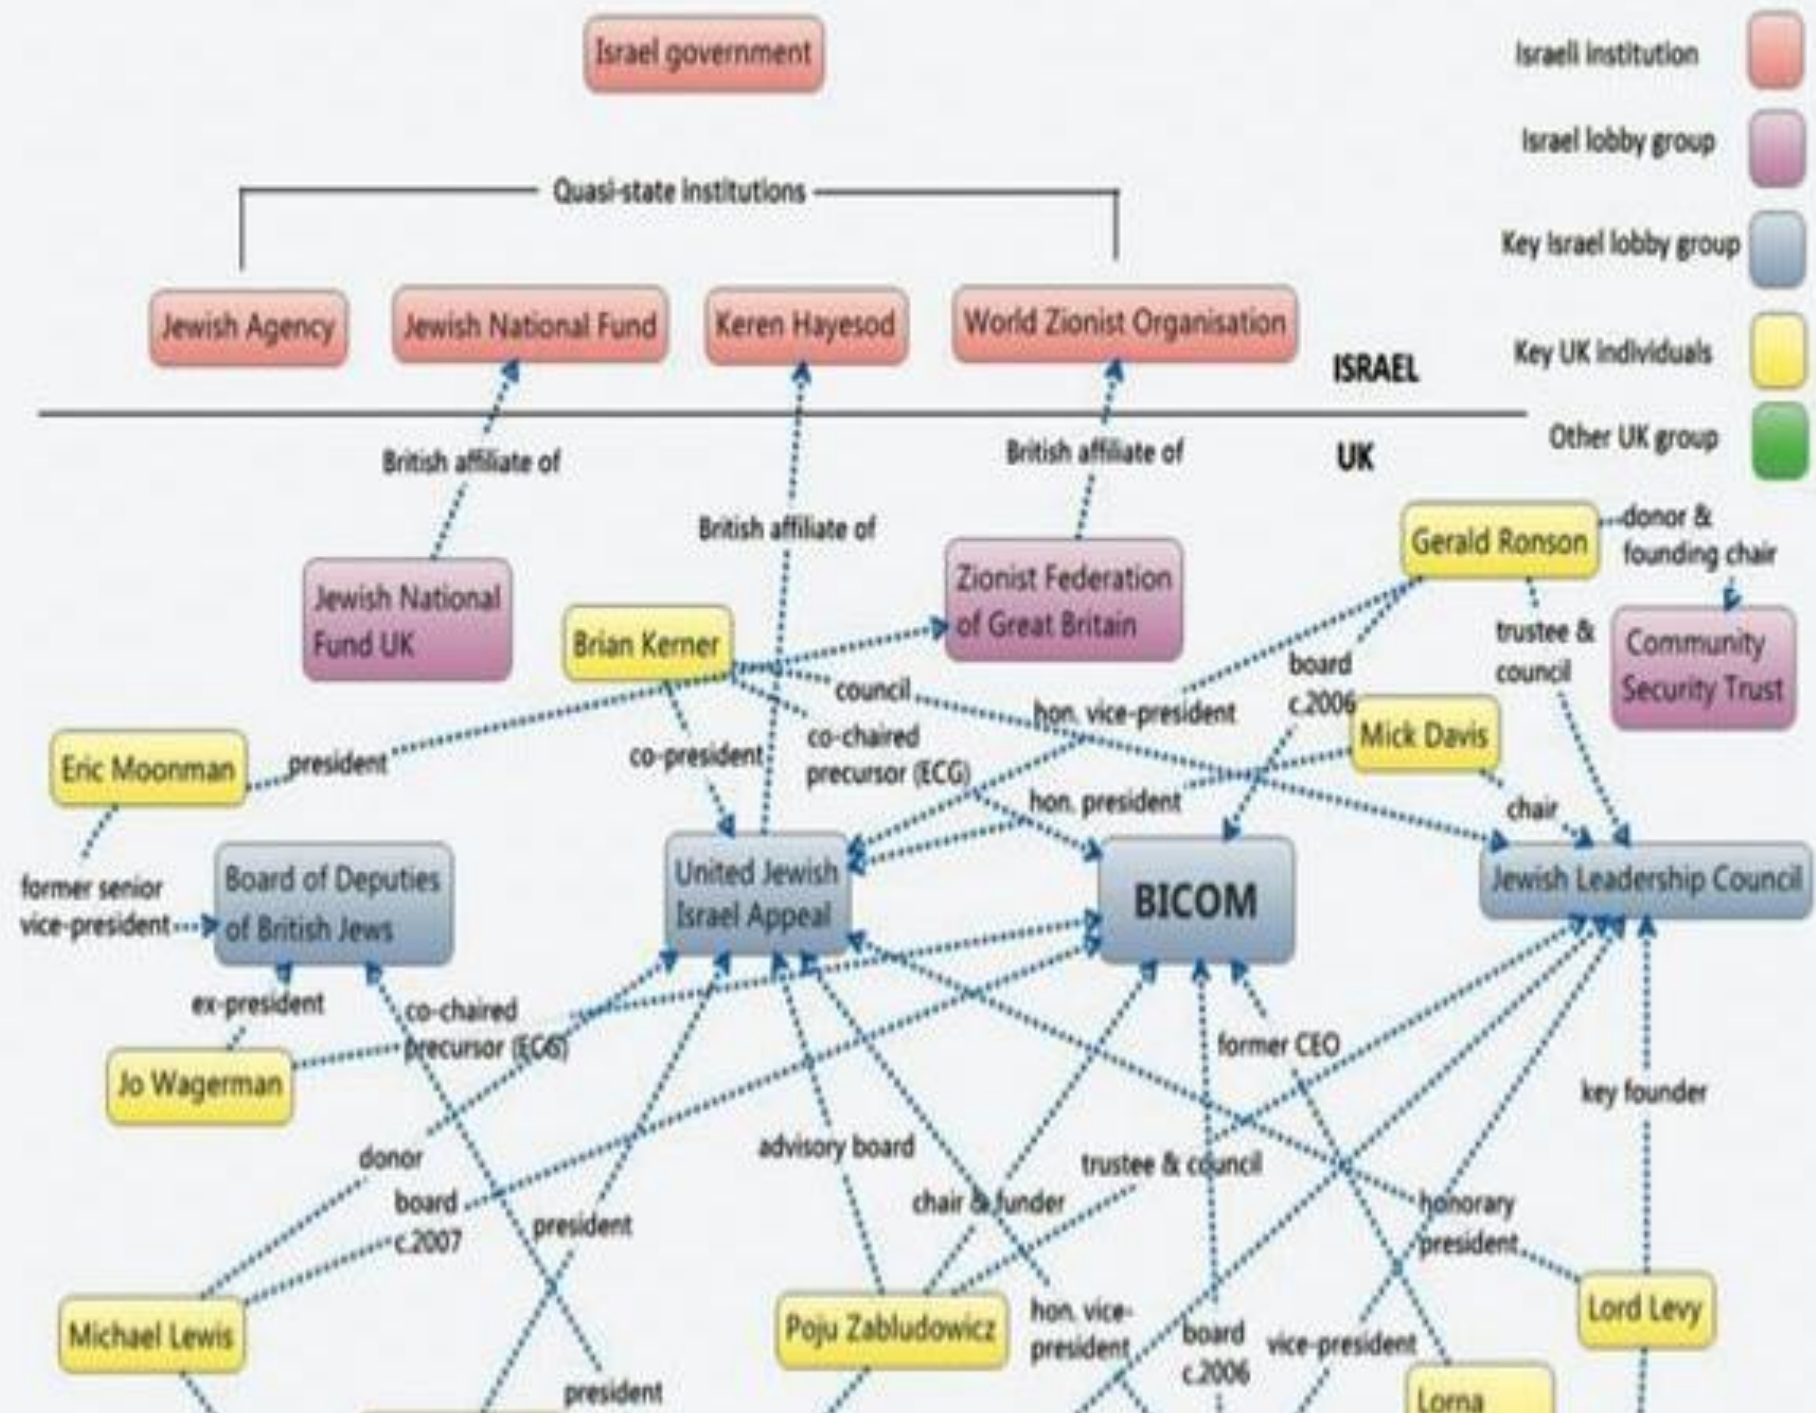 Israel government
Israeli institution
Israel lobby group
Quasi-state institutions
Key Israel lobby group
Jewish Agency
Jewish National Fund
Keren Hayesod
World Zionist Organisation
Key UK individuals
ISRAEL
Other UK group
UK
British affiliate of
British affiliate of
British affiliate of
Gerald Ronson
donor &
founding chair
Jewish National
Fund UK
Brian Kerner
Zionist Federation
of Great Britain
trustee &
council
Community
Security Trust
board
c.2006
council
hon. vice-president
Mick Davis
Eric Moonman
president
co-president
co-chaired
precursor (ECG)
hon. president
chair
former senior
vice-president
Board of Deputies
of British Jews
United Jewish
Israel Appeal
BICOM
Jewish Leadership Council
ex-president
co-chaired
precursor (ECG)
Jo Wagerman
former CEO
key founder
donor
advisory board
trustee & council
board
c.2007
president
chair & funder
honorary
president
Michael Lewis
Poju Zabludowicz
hon. vice-
president
board
c.2006
vice-president
Lord Levy
president
Lorna